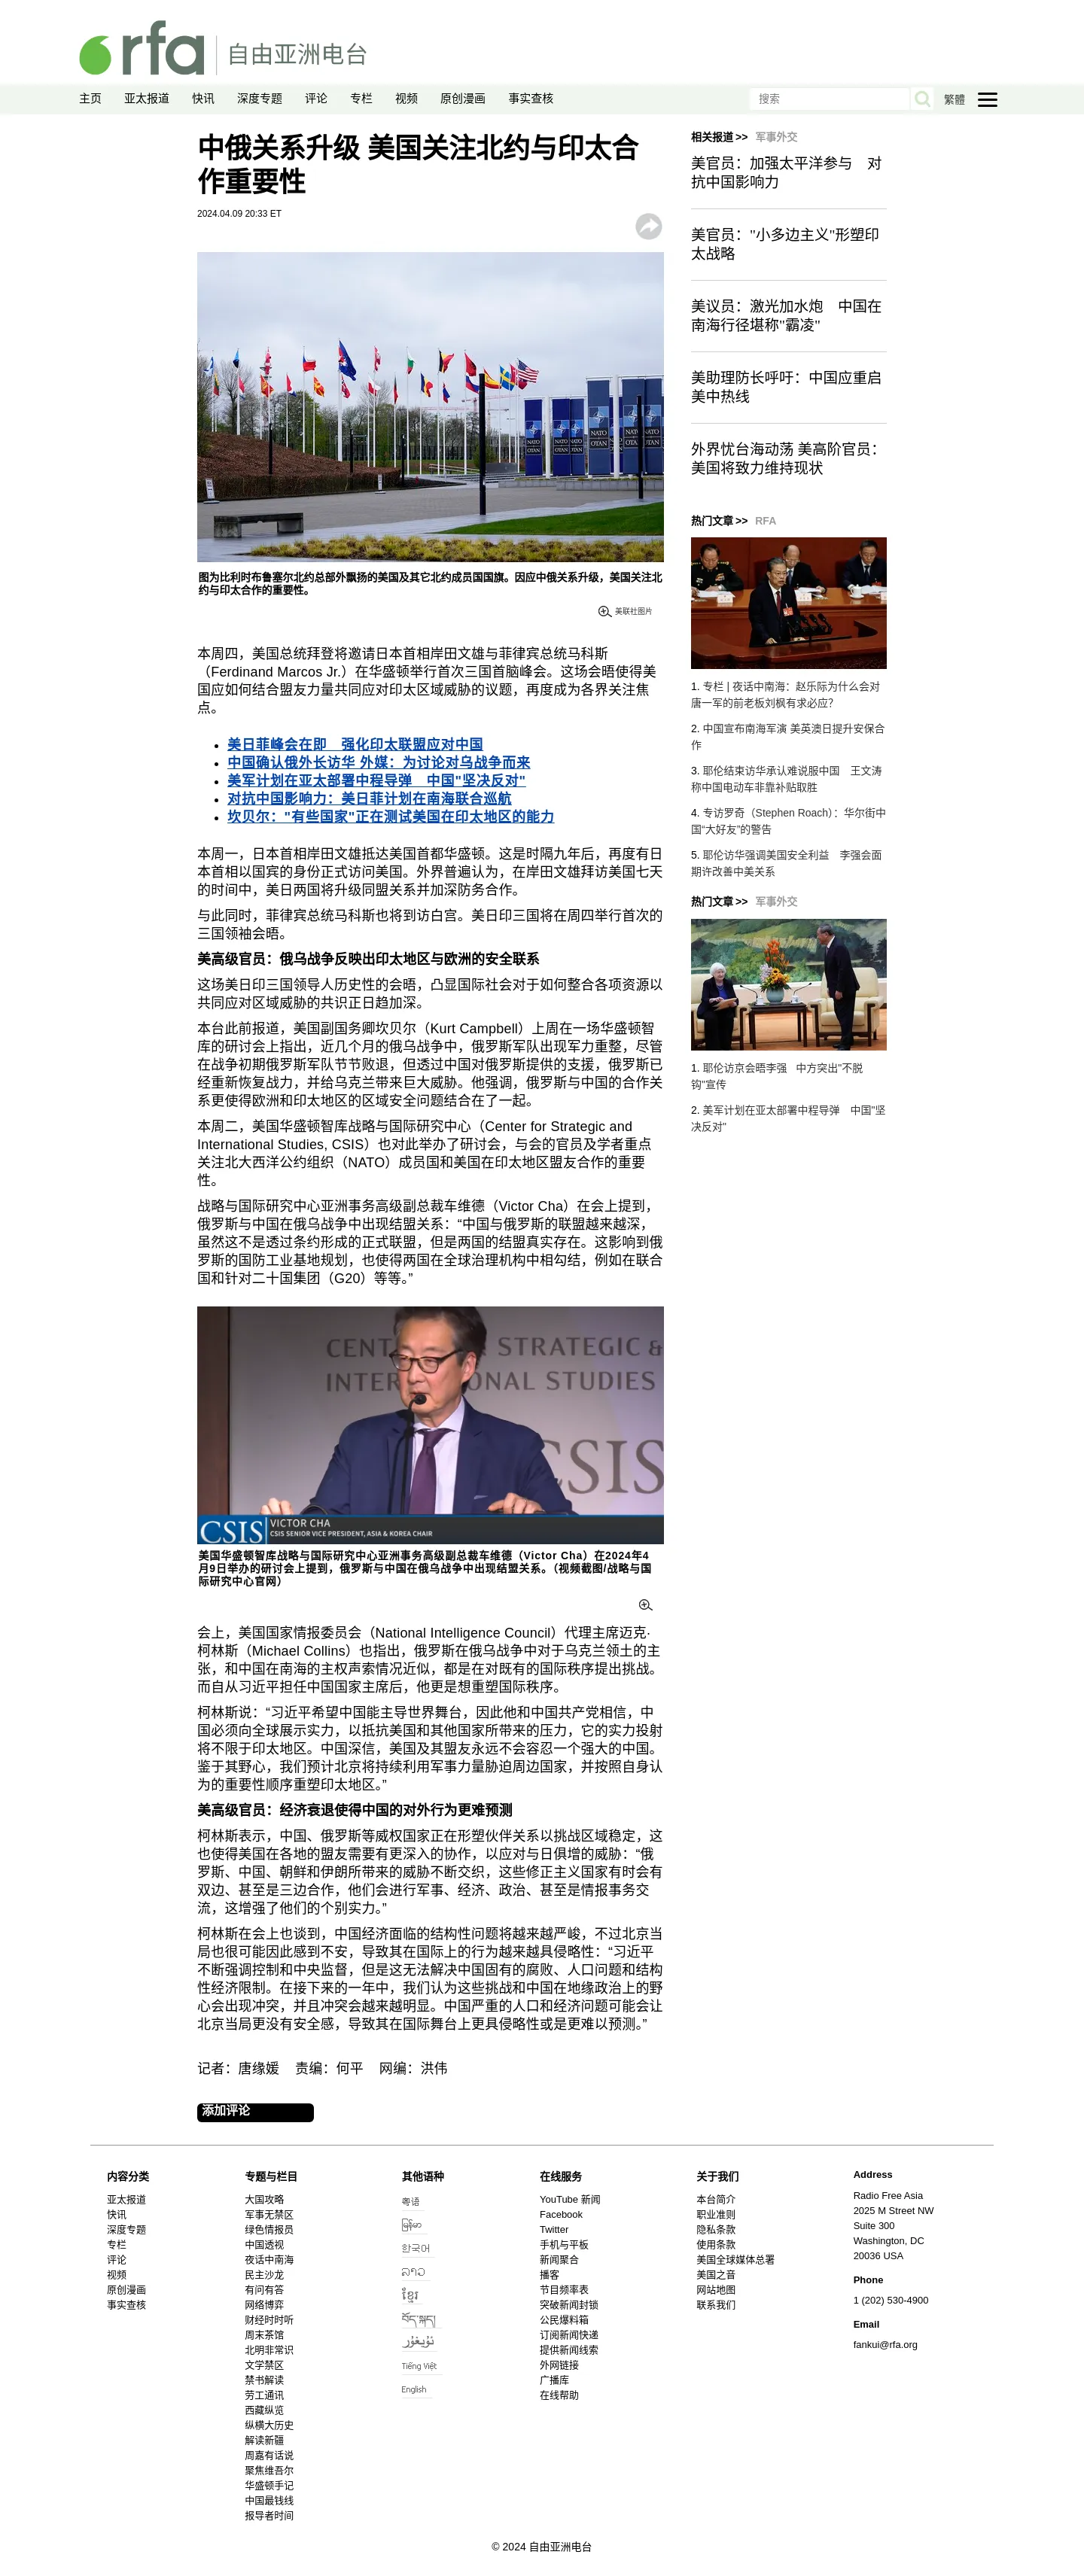 rfa 自由亚洲电台
主页 亚太报道 快讯 深度专题 评论 专栏 视频 原创漫画 事实查核 搜索 繁體
中俄关系升级 美国关注北约与印太合
作重要性
2024.04.09 20:33 ET
NATO OTAN
图为比利时布鲁塞尔北约总部外飘扬的美国及其它北约成员国国旗。因应中俄关系升级，美国关注北
约与印太合作的重要性。
美联社图片
本周四，美国总统拜登将邀请日本首相岸田文雄与菲律宾总统马科斯
（Ferdinand Marcos Jr.）在华盛顿举行首次三国首脑峰会。这场会晤使得美
国应如何结合盟友力量共同应对印太区域威胁的议题，再度成为各界关注焦
点。
美日菲峰会在即　强化印太联盟应对中国
中国确认俄外长访华 外媒：为讨论对乌战争而来
美军计划在亚太部署中程导弹　中国"坚决反对"
对抗中国影响力：美日菲计划在南海联合巡航
坎贝尔："有些国家"正在测试美国在印太地区的能力
本周一，日本首相岸田文雄抵达美国首都华盛顿。这是时隔九年后，再度有日
本首相以国宾的身份正式访问美国。外界普遍认为，在岸田文雄拜访美国七天
的时间中，美日两国将升级同盟关系并加深防务合作。
与此同时，菲律宾总统马科斯也将到访白宫。美日印三国将在周四举行首次的
三国领袖会晤。
美高级官员：俄乌战争反映出印太地区与欧洲的安全联系
这场美日印三国领导人历史性的会晤，凸显国际社会对于如何整合各项资源以
共同应对区域威胁的共识正日趋加深。
本台此前报道，美国副国务卿坎贝尔（Kurt Campbell）上周在一场华盛顿智
库的研讨会上指出，近几个月的俄乌战争中，俄罗斯军队出现军力重整，尽管
在战争初期俄罗斯军队节节败退，但透过中国对俄罗斯提供的支援，俄罗斯已
经重新恢复战力，并给乌克兰带来巨大威胁。他强调，俄罗斯与中国的合作关
系更使得欧洲和印太地区的区域安全问题结合在了一起。
本周二，美国华盛顿智库战略与国际研究中心（Center for Strategic and
International Studies, CSIS）也对此举办了研讨会，与会的官员及学者重点
关注北大西洋公约组织（NATO）成员国和美国在印太地区盟友合作的重要
性。
战略与国际研究中心亚洲事务高级副总裁车维德（Victor Cha）在会上提到，
俄罗斯与中国在俄乌战争中出现结盟关系：“中国与俄罗斯的联盟越来越深，
虽然这不是透过条约形成的正式联盟，但是两国的结盟真实存在。这影响到俄
罗斯的国防工业基地规划，也使得两国在全球治理机构中相勾结，例如在联合
国和针对二十国集团（G20）等等。”
CSIS
CSIS VICTOR CHA
CSIS SENIOR VICE PRESIDENT, ASIA & KOREA CHAIR
美国华盛顿智库战略与国际研究中心亚洲事务高级副总裁车维德（Victor Cha）在2024年4
月9日举办的研讨会上提到，俄罗斯与中国在俄乌战争中出现结盟关系。（视频截图/战略与国
际研究中心官网）
会上，美国国家情报委员会（National Intelligence Council）代理主席迈克·
柯林斯（Michael Collins）也指出，俄罗斯在俄乌战争中对于乌克兰领土的主
张，和中国在南海的主权声索情况近似，都是在对既有的国际秩序提出挑战。
而自从习近平担任中国国家主席后，他更是想重塑国际秩序。
柯林斯说：“习近平希望中国能主导世界舞台，因此他和中国共产党相信，中
国必须向全球展示实力，以抵抗美国和其他国家所带来的压力，它的实力投射
将不限于印太地区。中国深信，美国及其盟友永远不会容忍一个强大的中国。
鉴于其野心，我们预计北京将持续利用军事力量胁迫周边国家，并按照自身认
为的重要性顺序重塑印太地区。”
美高级官员：经济衰退使得中国的对外行为更难预测
柯林斯表示，中国、俄罗斯等威权国家正在形塑伙伴关系以挑战区域稳定，这
也使得美国在各地的盟友需要有更深入的协作，以应对与日俱增的威胁：“俄
罗斯、中国、朝鲜和伊朗所带来的威胁不断交织，这些修正主义国家有时会有
双边、甚至是三边合作，他们会进行军事、经济、政治、甚至是情报事务交
流，这增强了他们的个别实力。”
柯林斯在会上也谈到，中国经济面临的结构性问题将越来越严峻，不过北京当
局也很可能因此感到不安，导致其在国际上的行为越来越具侵略性：“习近平
不断强调控制和中央监督，但是这无法解决中国固有的腐败、人口问题和结构
性经济限制。在接下来的一年中，我们认为这些挑战和中国在地缘政治上的野
心会出现冲突，并且冲突会越来越明显。中国严重的人口和经济问题可能会让
北京当局更没有安全感，导致其在国际舞台上更具侵略性或是更难以预测。”
记者：唐缘媛　责编：何平　网编：洪伟
添加评论
相关报道 >> 军事外交
美官员：加强太平洋参与　对
抗中国影响力
美官员："小多边主义"形塑印
太战略
美议员：激光加水炮　中国在
南海行径堪称"霸凌"
美助理防长呼吁：中国应重启
美中热线
外界忧台海动荡 美高阶官员：
美国将致力维持现状
热门文章 >> RFA
1. 专栏 | 夜话中南海：赵乐际为什么会对
唐一军的前老板刘枫有求必应？
2. 中国宣布南海军演 美英澳日提升安保合
作
3. 耶伦结束访华承认难说服中国　王文涛
称中国电动车非靠补贴取胜
4. 专访罗奇（Stephen Roach）：华尔街中
国“大好友”的警告
5. 耶伦访华强调美国安全利益　李强会面
期许改善中美关系
热门文章 >> 军事外交
1. 耶伦访京会晤李强　中方突出"不脱
钩"宣传
2. 美军计划在亚太部署中程导弹　中国"坚
决反对"
内容分类
亚太报道
快讯
深度专题
专栏
评论
视频
原创漫画
事实查核
专题与栏目
大国攻略
军事无禁区
绿色情报员
中国透视
夜话中南海
民主沙龙
有问有答
网络博弈
财经时时听
周末茶馆
北明非常识
文学禁区
禁书解读
劳工通讯
西藏纵览
纵横大历史
解读新疆
周嘉有话说
聚焦维吾尔
华盛顿手记
中国最钱线
报导者时间
其他语种
粤语
မြန်မာ
한국어
ລາວ
ខ្មែរ
བོད་སྐད།
ئۇيغۇر
Tiếng Việt
English
在线服务
YouTube 新闻
Facebook
Twitter
手机与平板
新闻聚合
播客
节目频率表
突破新闻封锁
公民爆料箱
订阅新闻快递
提供新闻线索
外网链接
广播库
在线帮助
关于我们
本台简介
职业准则
隐私条款
使用条款
美国全球媒体总署
美国之音
网站地图
联系我们
Address
Radio Free Asia
2025 M Street NW
Suite 300
Washington, DC
20036 USA
Phone
1 (202) 530-4900
Email
fankui@rfa.org
© 2024 自由亚洲电台